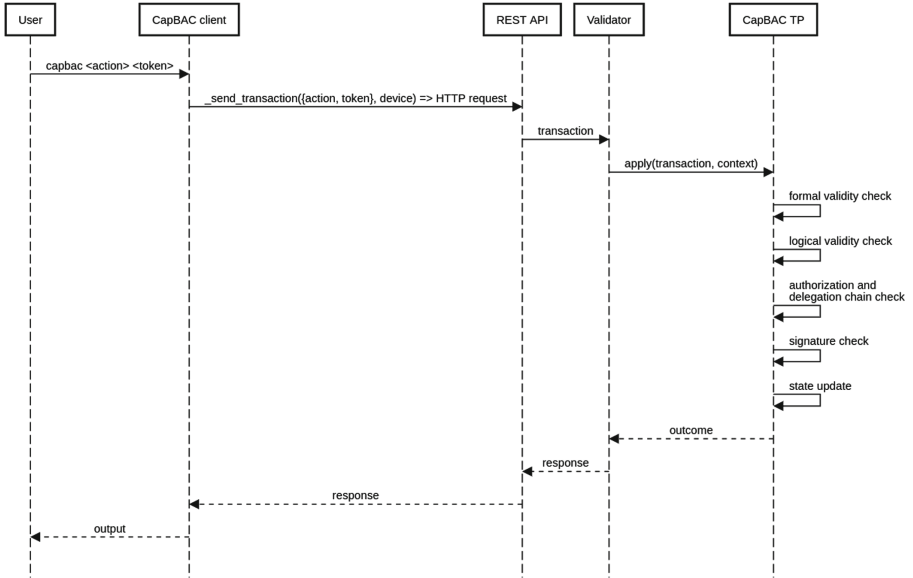 User
CapBAC client
REST API
Validator
CapBAC TP
capbac <action> <token>
_send_transaction({action, token}, device) => HTTP request
transaction
apply(transaction, context)
formal validity check
logical validity check
authorization and
delegation chain check
signature check
state update
outcome
response
response
output